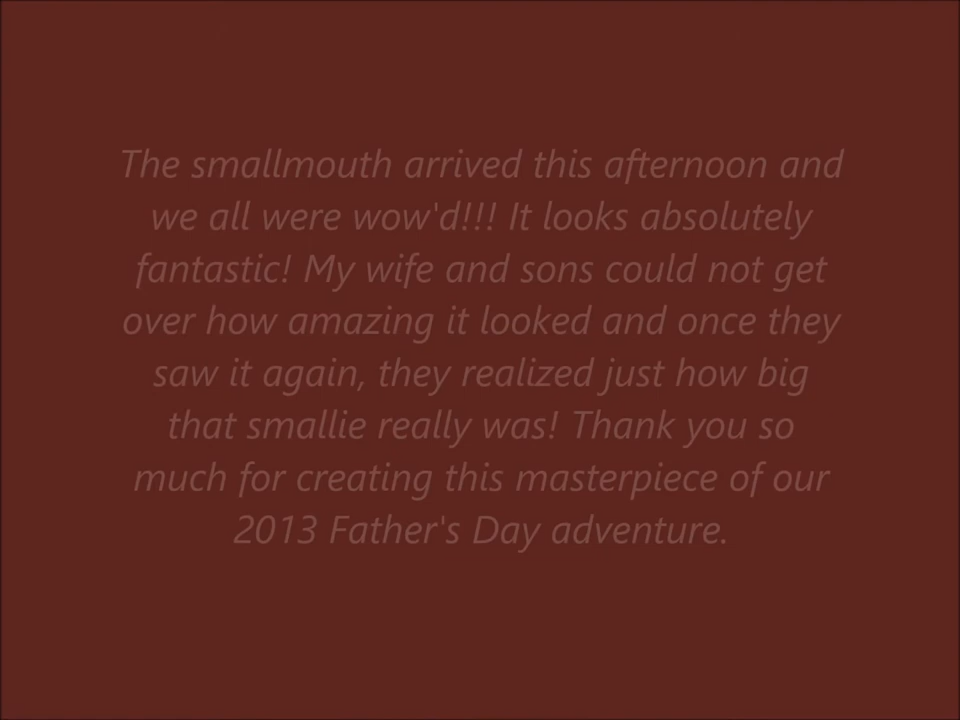 The smallmouth arrived this afternoon and
we all were wow'd!!! It looks absolutely
fantastic! My wife and sons could not get
over how amazing it looked and once they
saw it again, they realized just how big
that smallie really was! Thank you so
much for creating this masterpiece of our
2013 Father's Day adventure.